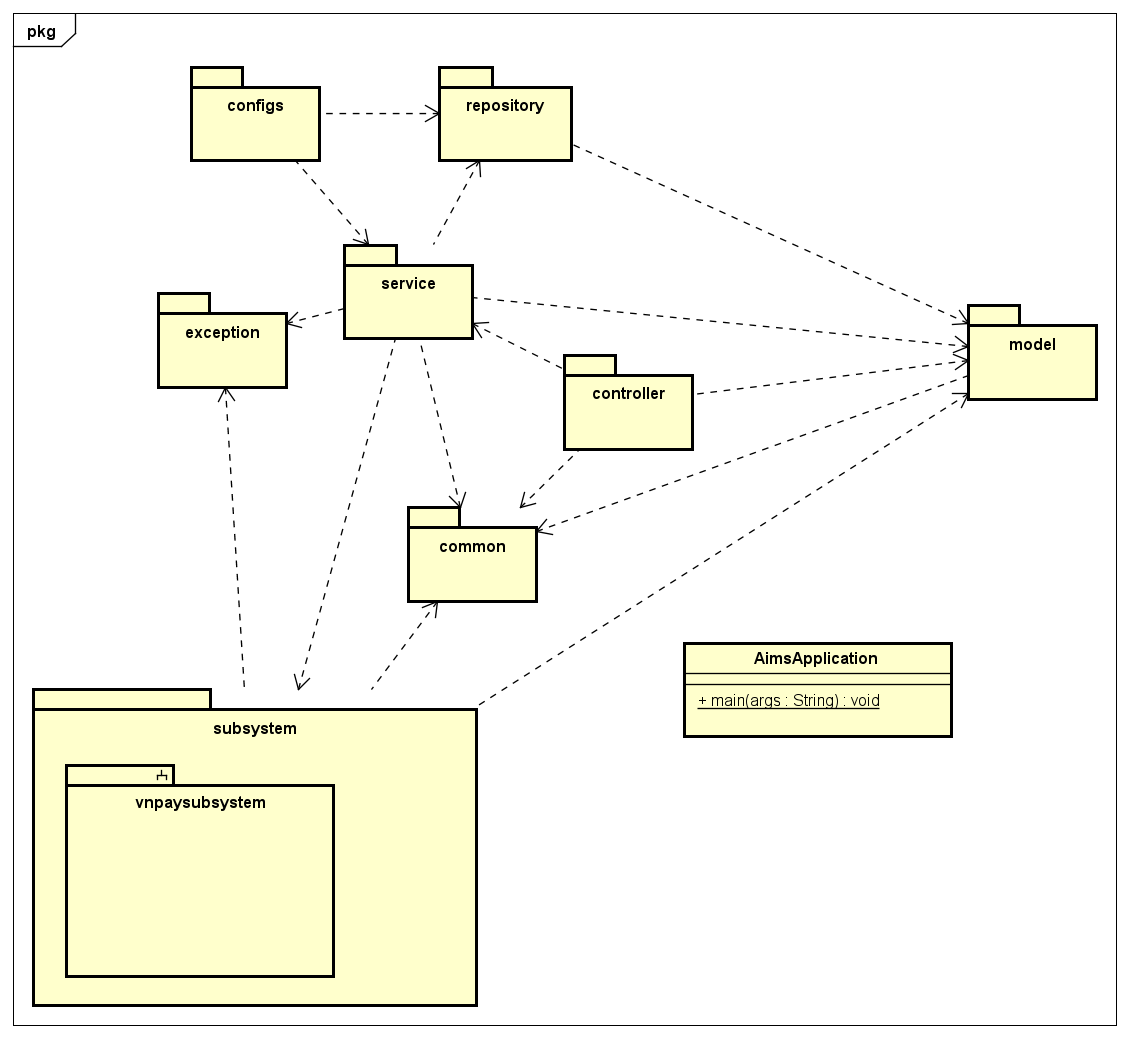 pkg
configs
repository
service
exception
model
controller
common
AimsApplication
+ main(args : String) : void
subsystem
vnpaysubsystem